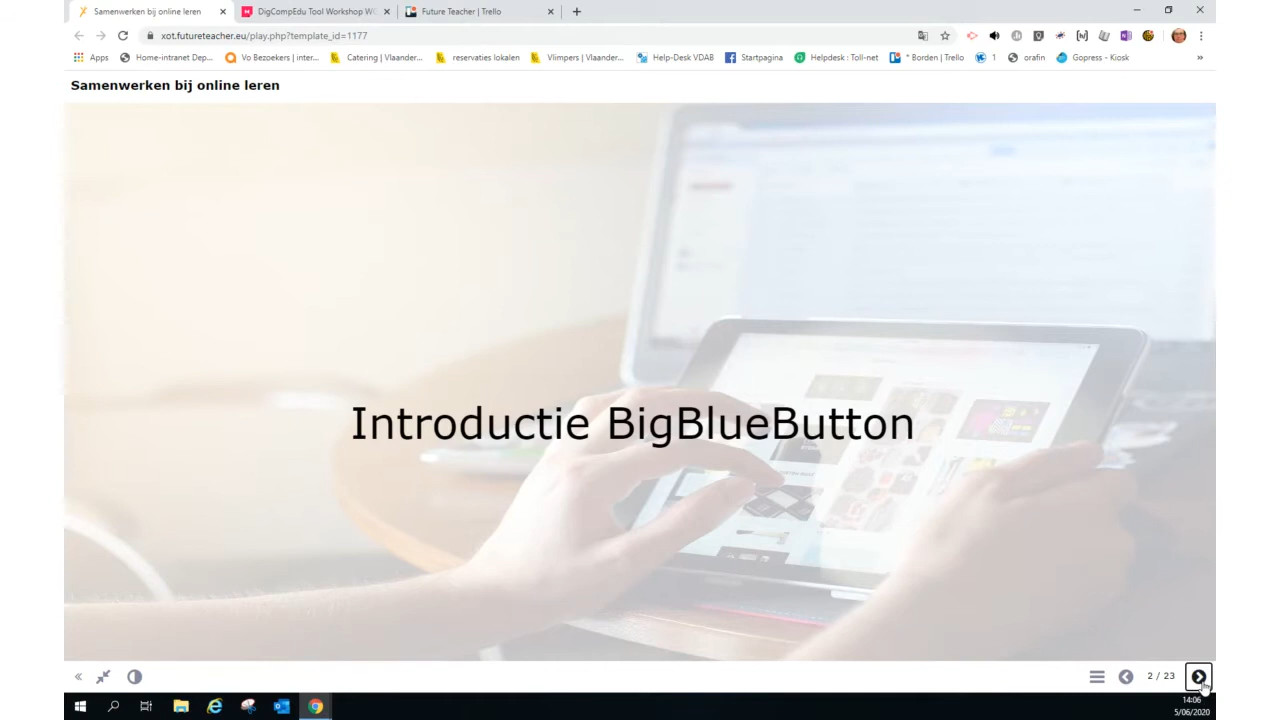 Samenwerken bij online leren
DigCompEdu Tool Workshop WC
Future Teacher | Trello
xot.futureteacher.eu/play.php?template_id=1177
Apps
Home-intranet Dep...
Vo Bezoekers | inter...
Catering | Vlaander...
reservaties lokalen
Vlimpers | Vlaander...
Help-Desk VDAB
Startpagina
Helpdesk : Toll-net
* Borden | Trello
1
orafin
Gopress - Kiosk
»
Samenwerken bij online leren
Introductie BigBlueButton
«
2 / 23
14:06
5/06/2020